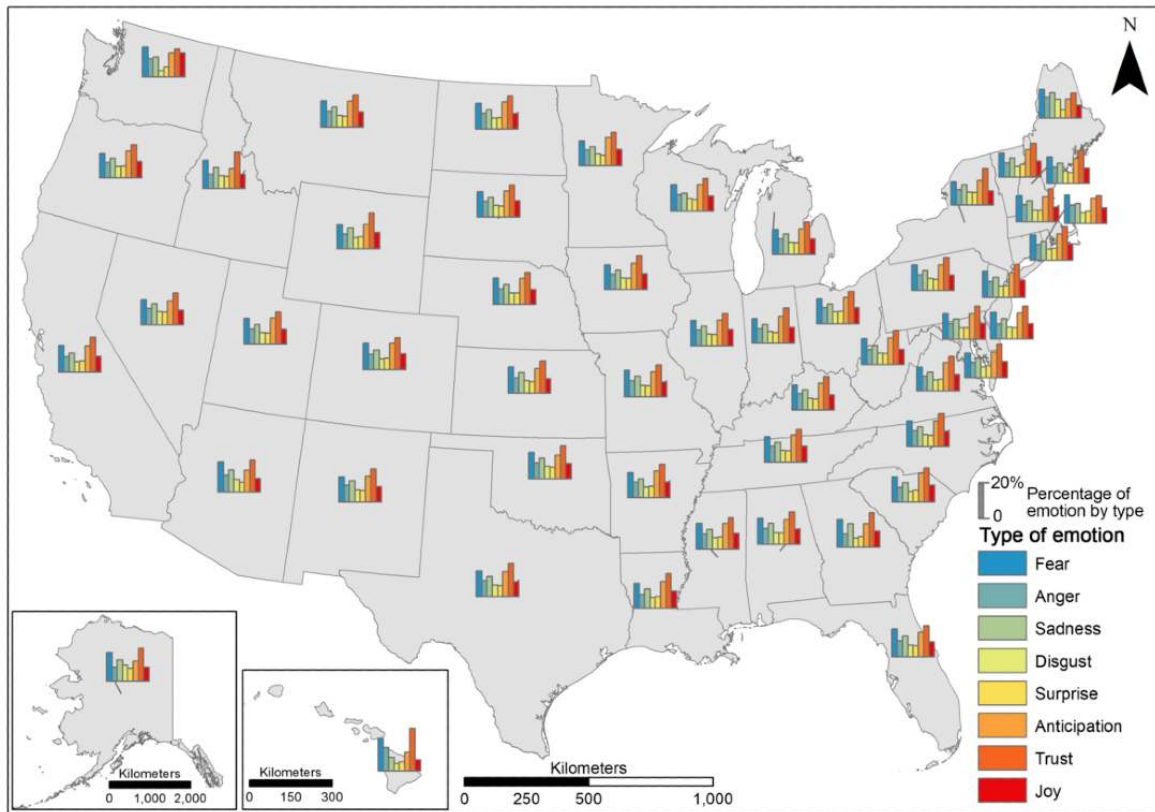 N
20%
0
Percentage of
emotion by type
Type of emotion
Fear
Anger
Sadness
Disgust
Surprise
Anticipation
Trust
Joy
Kilometers
0 1,000 2,000
Kilometers
0 150 300
Kilometers
0 250 500 1,000